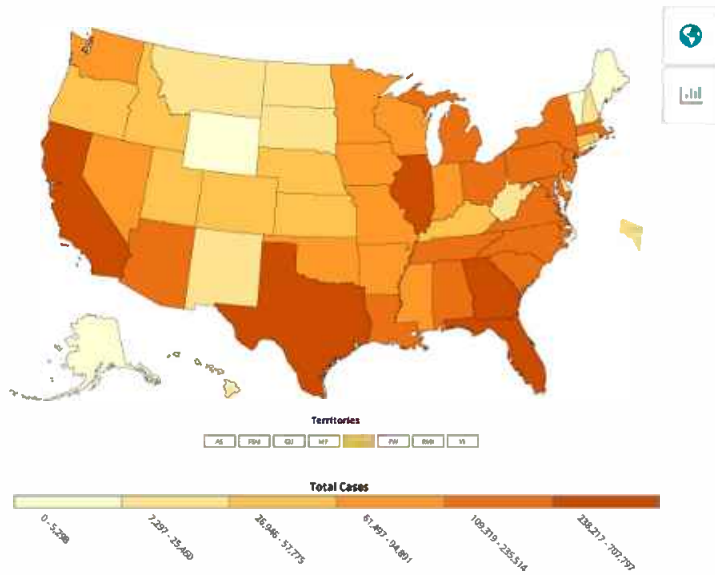 Territories
AS FSM GU MP PW RMI VI
Total Cases
0 - 5,298
7,297 - 25,460
26,946 - 57,775
61,497 - 94,891
109,319 - 235,514
238,217 - 707,797